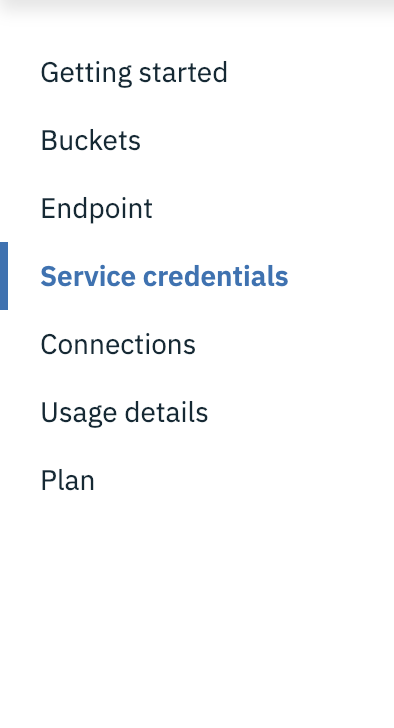 Getting started
Buckets
Endpoint
Service credentials
Connections
Usage details
Plan